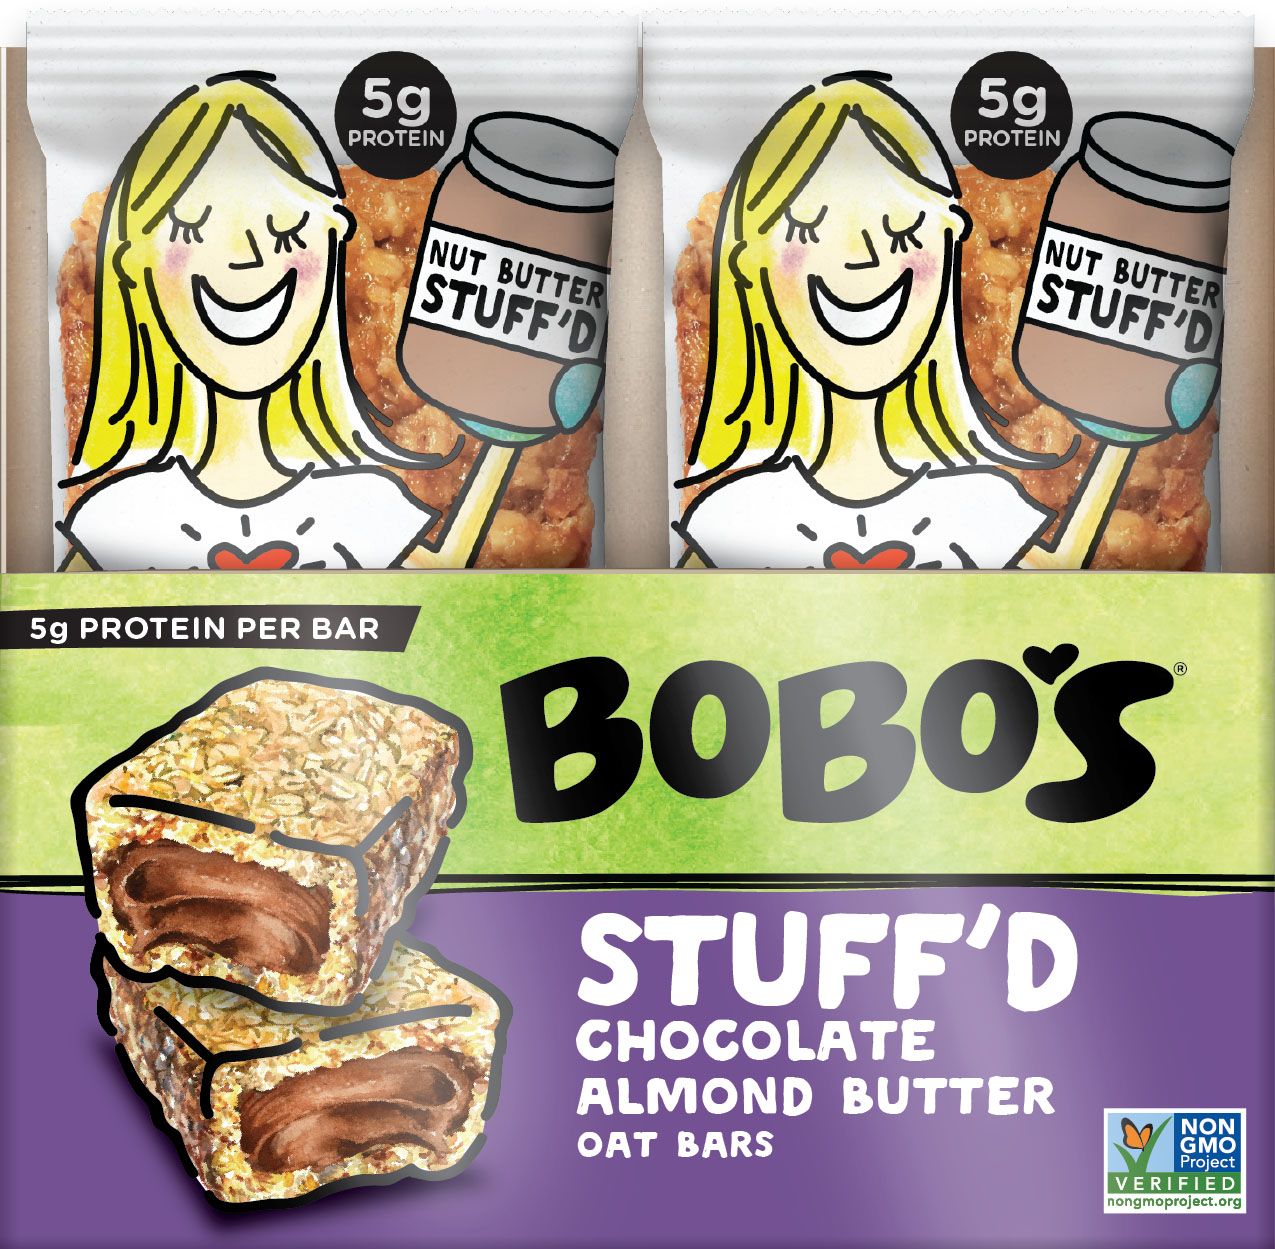 5g
PROTEIN
NUT BUTTER
STUFF'D
5g
PROTEIN
NUT BUTTER
STUFF'D
5g PROTEIN PER BAR
BOBO'S®
STUFF'D
CHOCOLATE
ALMOND BUTTER
OAT BARS
NON
GMO
Project
VERIFIED
nongmoproject.org